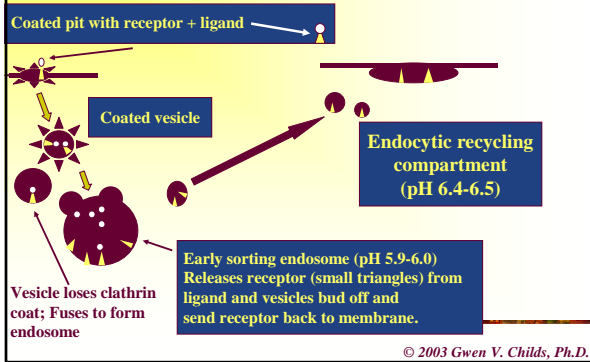 Coated pit with receptor + ligand
Coated vesicle
Endocytic recycling
compartment
(pH 6.4-6.5)
Early sorting endosome (pH 5.9-6.0)
Releases receptor (small triangles) from
ligand and vesicles bud off and
send receptor back to membrane.
Vesicle loses clathrin
coat; Fuses to form
endosome
© 2003 Gwen V. Childs, Ph.D.